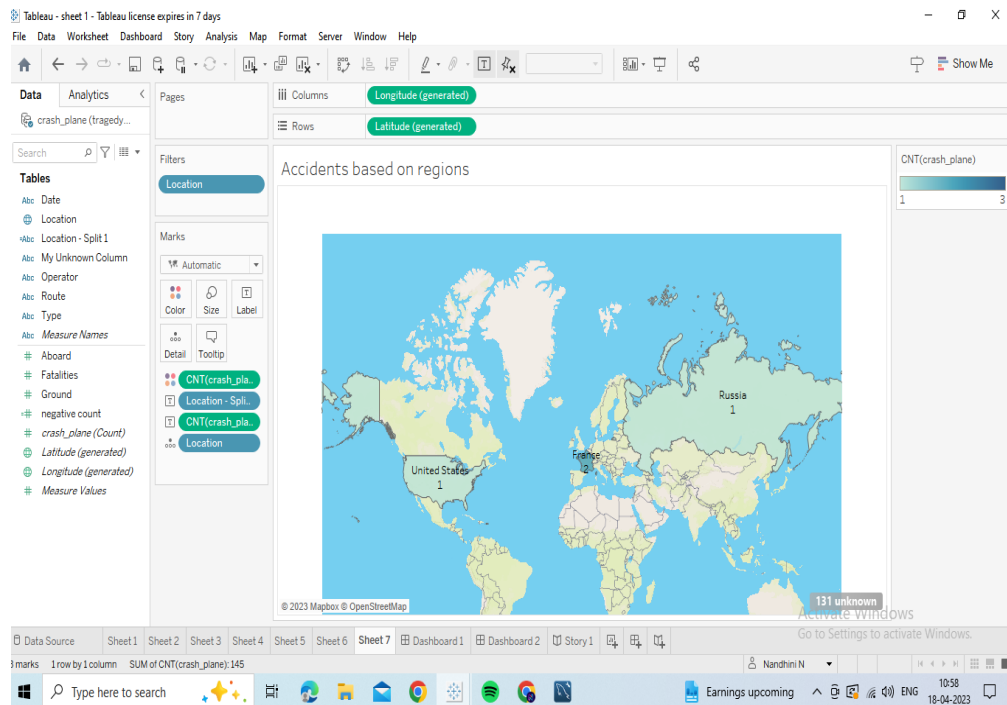 Tableau - sheet 1 - Tableau license expires in 7 days
File Data Worksheet Dashboard Story Analysis Map Format Server Window Help
Show Me
Data Analytics
Pages
Columns
Longitude (generated)
crash_plane (tragedy...
Rows
Latitude (generated)
Search
Filters
Location
Accidents based on regions
CNT(crash_plane)
1 3
Tables
Abc Date
Location
Abc Location - Split 1
Abc My Unknown Column
Abc Operator
Abc Route
Abc Type
Abc Measure Names
# Aboard
# Fatalities
# Ground
# negative count
# crash_plane (Count)
Latitude (generated)
Longitude (generated)
# Measure Values
Marks
Automatic
Color Size Label
Detail Tooltip
CNT(crash_pla..
Location - Spli..
CNT(crash_pla..
Location
Russia
1
France
2
United States
1
© 2023 Mapbox © OpenStreetMap
131 unknown
Activate Windows
Go to Settings to activate Windows.
Data Source Sheet 1 Sheet 2 Sheet 3 Sheet 4 Sheet 5 Sheet 6 Sheet 7 Dashboard 1 Dashboard 2 Story 1
marks 1 row by 1 column SUM of CNT(crash_plane): 145
Nandhini N
Type here to search
Earnings upcoming
ENG
10:58
18-04-2023